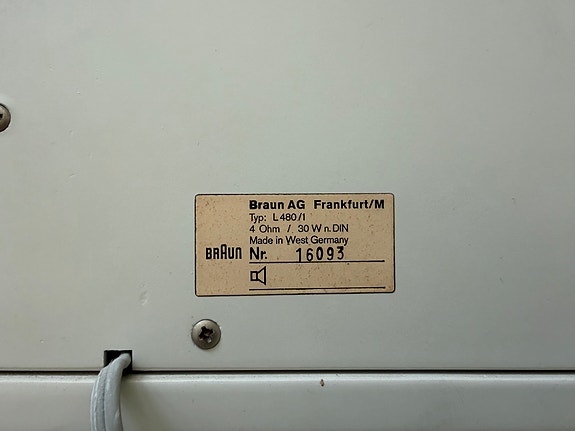 Braun AG Frankfurt/M
Typ: L 480/1
4 Ohm / 30 W n. DIN
Made in West Germany
BRAUN Nr. 16093